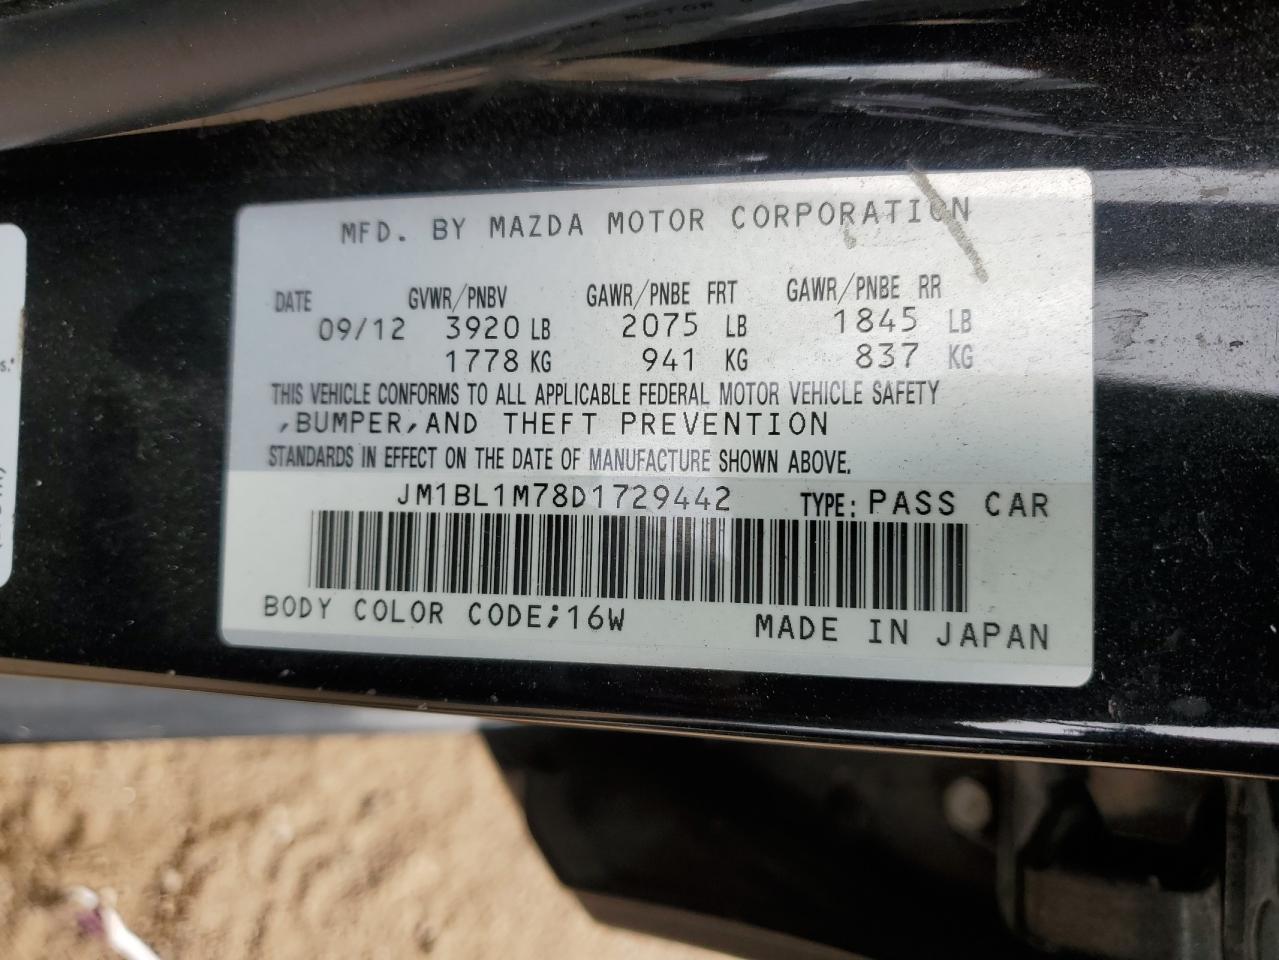 MFD. BY MAZDA MOTOR CORPORATION
DATE GVWR/PNBV GAWR/PNBE FRT GAWR/PNBE RR
09/12 3920 LB 2075 LB 1845 LB
1778 KG 941 KG 837 KG
THIS VEHICLE CONFORMS TO ALL APPLICABLE FEDERAL MOTOR VEHICLE SAFETY
,BUMPER,AND THEFT PREVENTION
STANDARDS IN EFFECT ON THE DATE OF MANUFACTURE SHOWN ABOVE.
JM1BL1M78D1729442 TYPE: PASS CAR
BODY COLOR CODE;16W MADE IN JAPAN